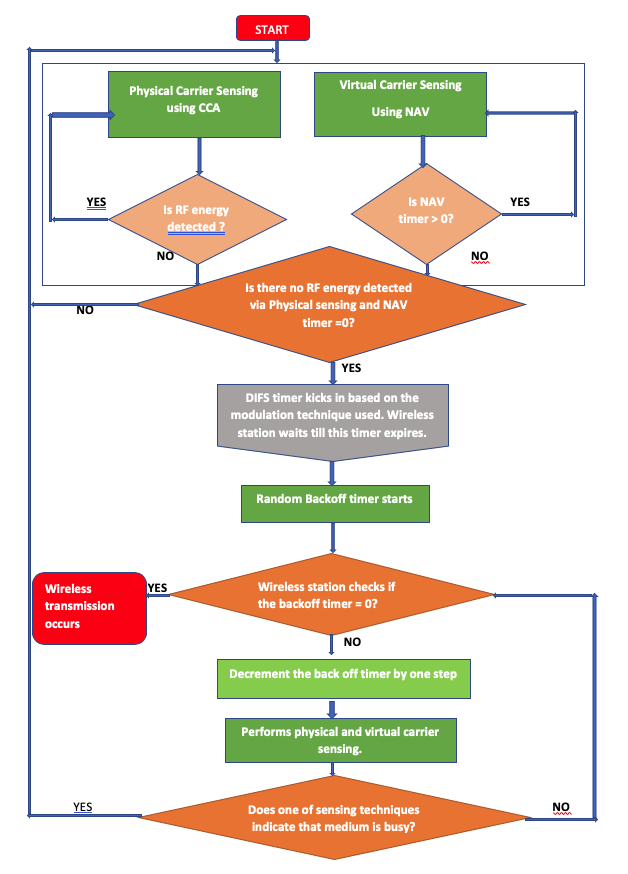 START
Physical Carrier Sensing
using CCA
Virtual Carrier Sensing
Using NAV
YES
Is RF energy
detected ?
Is NAV
timer > 0?
YES
NO
NO
Is there no RF energy detected
via Physical sensing and NAV
timer =0?
NO
YES
DIFS timer kicks in based on the
modulation technique used. Wireless
station waits till this timer expires.
Random Backoff timer starts
Wireless station checks if
the backoff timer = 0?
YES
Wireless
transmission
occurs
NO
Decrement the back off timer by one step
Performs physical and virtual carrier
sensing.
Does one of sensing techniques
indicate that medium is busy?
YES
NO